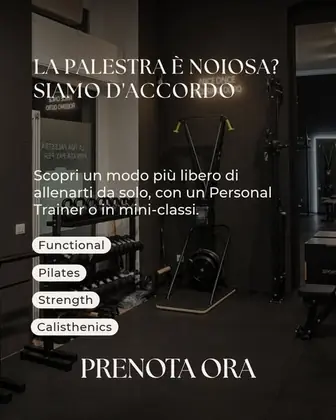 LA PALESTRA È NOIOSA?
SIAMO D'ACCORDO
Scopri un modo più libero di
allenarti da solo, con un Personal
Trainer o in mini-classi.
Functional
Pilates
Strength
Calisthenics
PRENOTA ORA